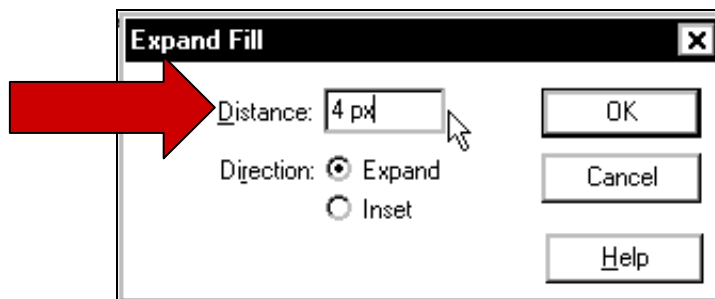 Expand Fill
Distance: 4 px
OK
Direction: Expand
Cancel
Inset
Help